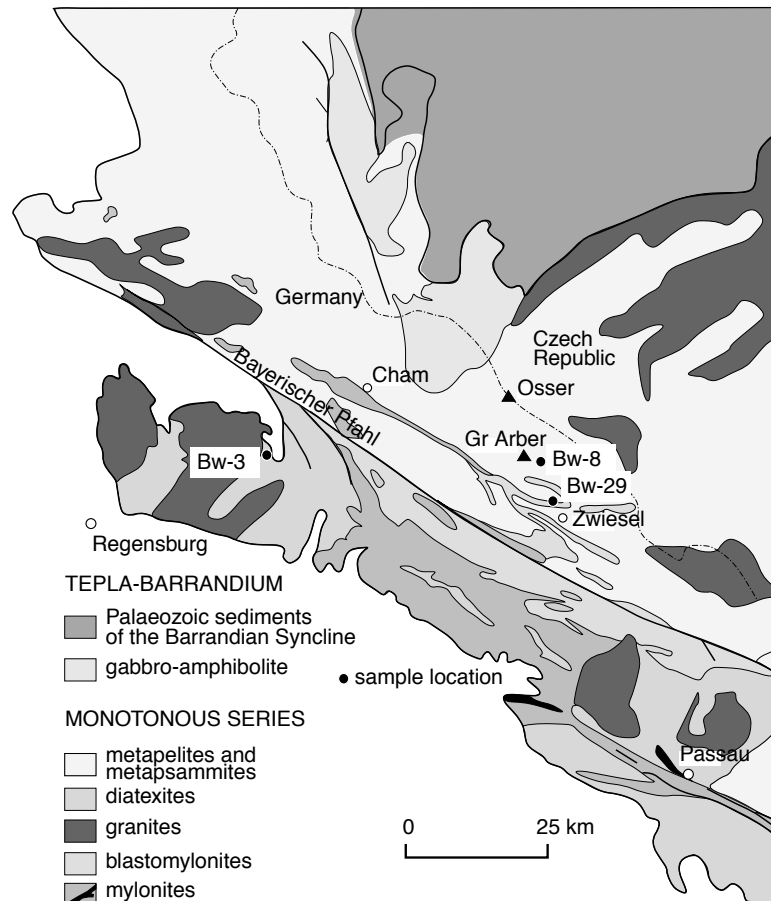 Germany
Czech
Republic
Cham
Osser
Bayerischer Pfahl
Gr Arber
Bw-8
Bw-3
Bw-29
Zwiesel
Regensburg
TEPLA-BARRANDIUM
Palaeozoic sediments
of the Barrandian Syncline
gabbro-amphibolite
sample location
MONOTONOUS SERIES
metapelites and
metapsammites
diatexites
granites
blastomylonites
mylonites
Passau
0 25 km